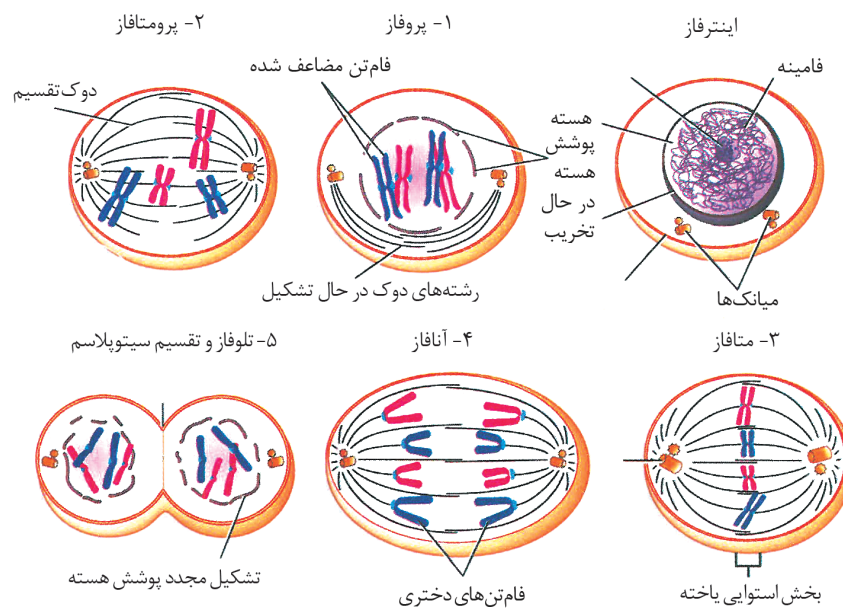 اینترفاز
۱- پروفاز
۲- پرومتافاز
فامینه
هسته
پوشش
هسته
در حال
تخریب
میانک‌ها
فام‌تن مضاعف شده
رشته‌های دوک در حال تشکیل
دوک تقسیم
۳- متافاز
۴- آنافاز
۵- تلوفاز و تقسیم سیتوپلاسم
بخش استوایی یاخته
فام‌تن‌های دختری
تشکیل مجدد پوشش هسته